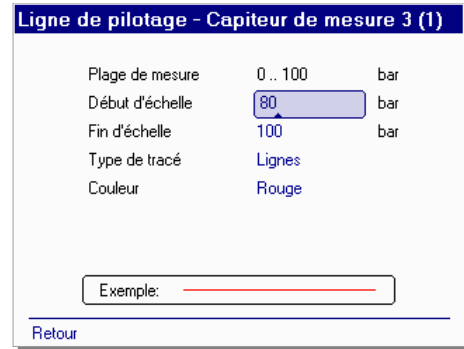 Ligne de pilotage - Capiteur de mesure 3 (1)
Plage de mesure 0 .. 100 bar
Début d'échelle 80 bar
Fin d'échelle 100 bar
Type de tracé Lignes
Couleur Rouge
Exemple:
Retour